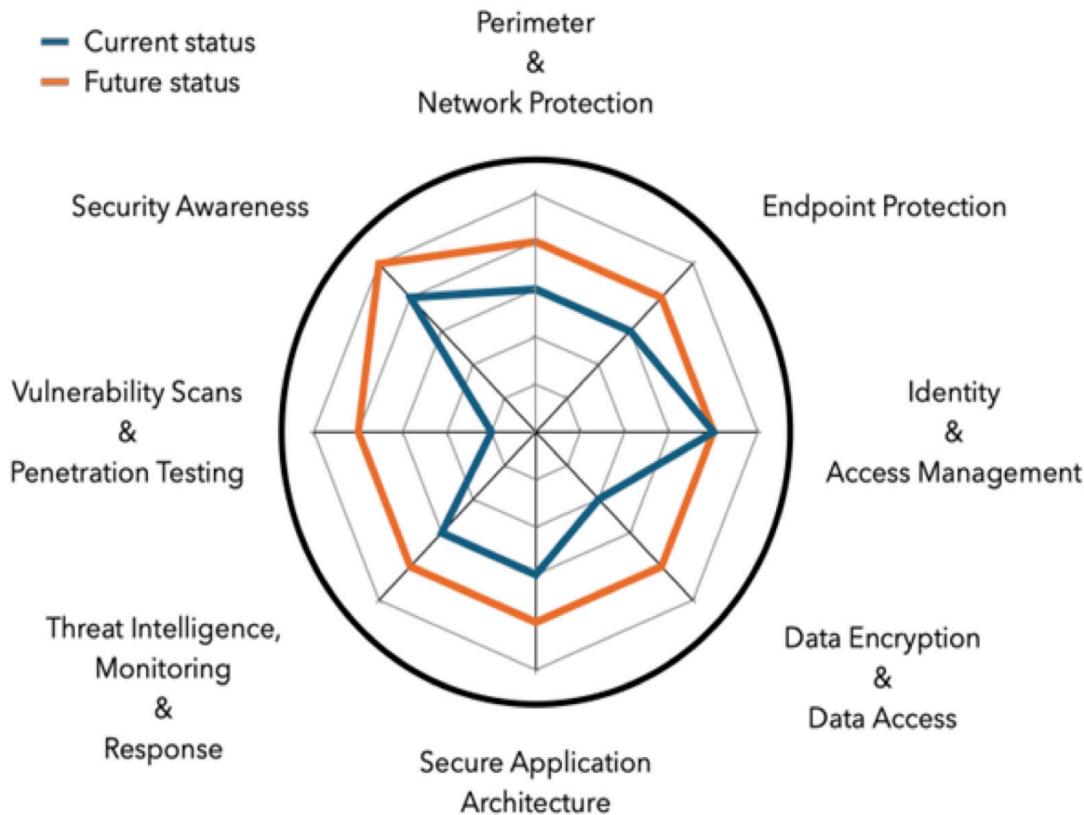 Current status
Future status
Perimeter
&
Network Protection
Security Awareness
Endpoint Protection
Vulnerability Scans
&
Penetration Testing
Identity
&
Access Management
Threat Intelligence,
Monitoring
&
Response
Data Encryption
&
Data Access
Secure Application
Architecture